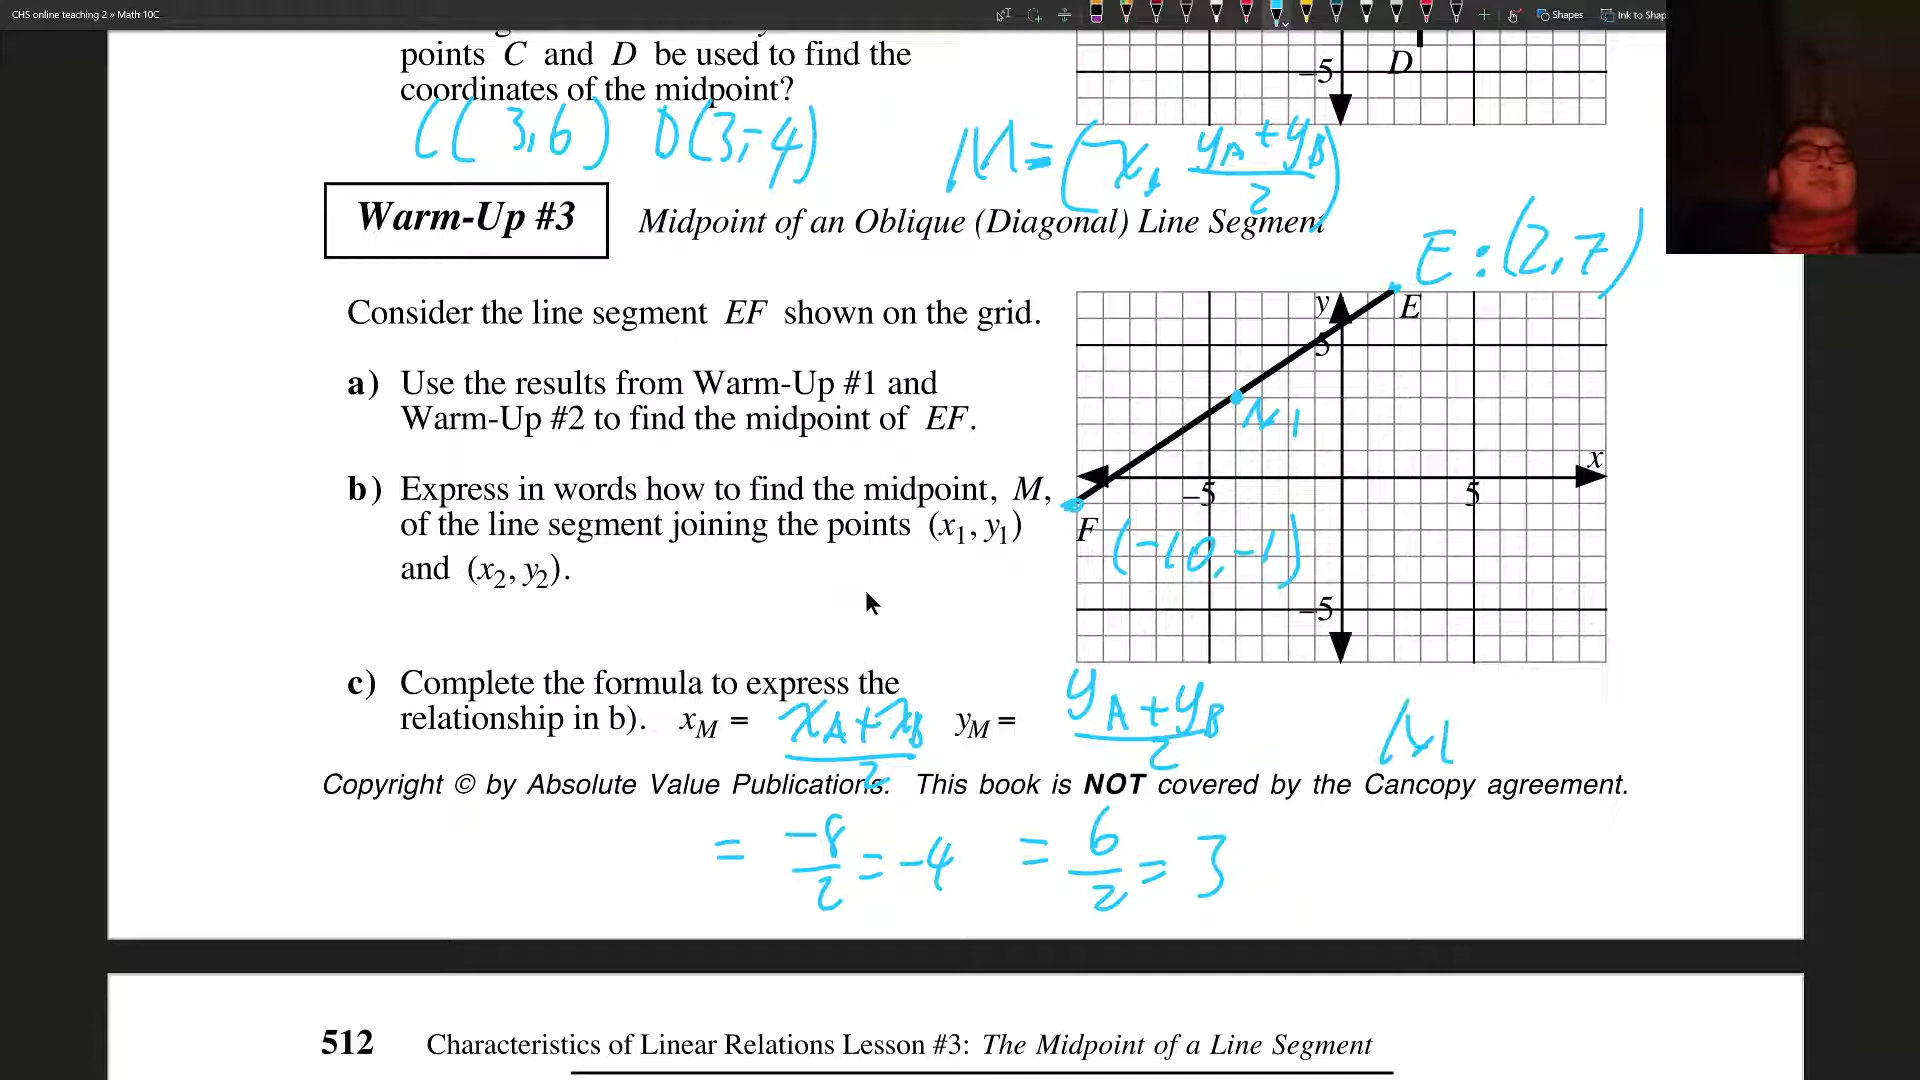 CHS online teaching 2 » Math 10C
Shapes
Ink to Shap
points C and D be used to find the
coordinates of the midpoint?
C(3,6) D(3,-4)
M = (x, (yA+yB)/2)
–5
D
Warm-Up #3
Midpoint of an Oblique (Diagonal) Line Segment
E:(2,7)
Consider the line segment EF shown on the grid.
y
E
5
a) Use the results from Warm-Up #1 and
Warm-Up #2 to find the midpoint of EF.
M
x
–5
5
b) Express in words how to find the midpoint, M,
of the line segment joining the points (x1, y1)
and (x2, y2).
F (-10,-1)
–5
c) Complete the formula to express the
relationship in b). xM = (xA+xB)/2 yM = (yA+yB)/2
M
Copyright © by Absolute Value Publications. This book is NOT covered by the Cancopy agreement.
= -8/2 = -4 = 6/2 = 3
512 Characteristics of Linear Relations Lesson #3: The Midpoint of a Line Segment